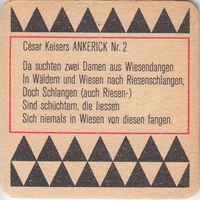 César Keisers ANKERICK Nr. 2
Da suchten zwei Damen aus Wiesendangen
In Wäldern und Wiesen nach Riesenschlangen,
Doch Schlangen (auch Riesen-)
Sind schüchtern, die liessen
Sich niemals in Wiesen von diesen fangen.